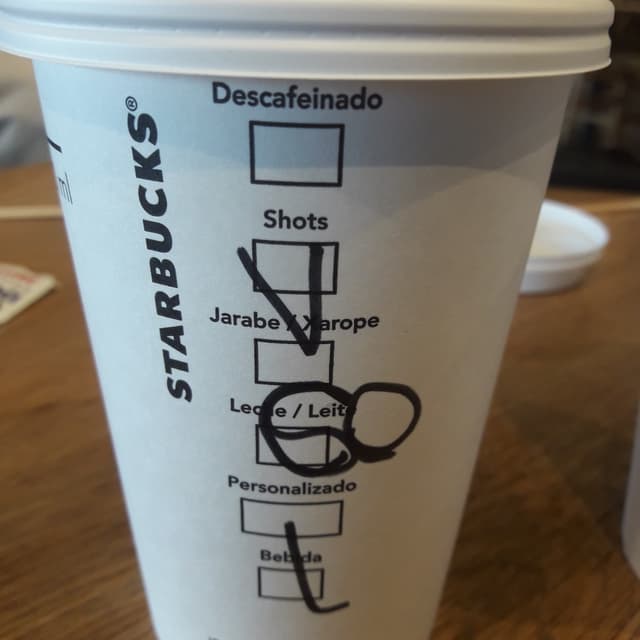 STARBUCKS®
Descafeinado
Shots
Jarabe / Xarope
Leche / Leite
Personalizado
Bebida